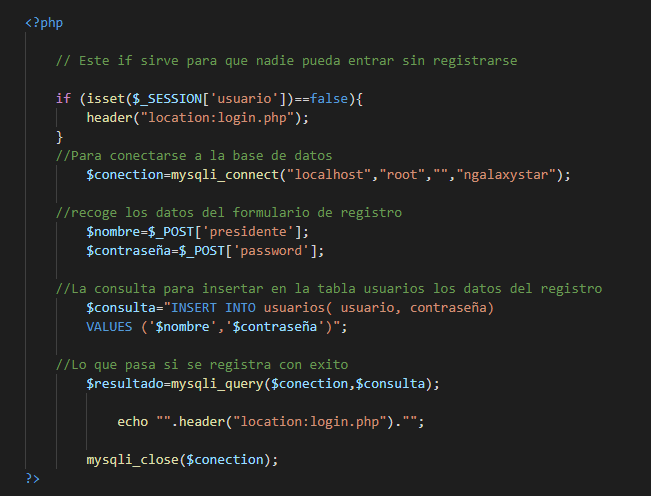 <?php
// Este if sirve para que nadie pueda entrar sin registrarse
if (isset($_SESSION['usuario'])==false){
header("location:login.php");
}
//Para conectarse a la base de datos
$conection=mysqli_connect("localhost","root","","ngalaxystar");
//recoge los datos del formulario de registro
$nombre=$_POST['presidente'];
$contraseña=$_POST['password'];
//La consulta para insertar en la tabla usuarios los datos del registro
$consulta="INSERT INTO usuarios( usuario, contraseña)
VALUES ('$nombre','$contraseña')";
//Lo que pasa si se registra con exito
$resultado=mysqli_query($conection,$consulta);
echo "".header("location:login.php")."";
mysqli_close($conection);
?>